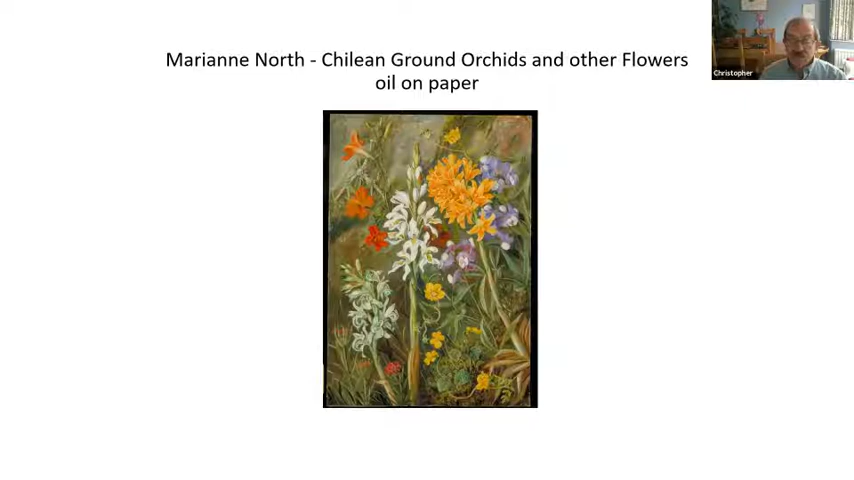 Marianne North - Chilean Ground Orchids and other Flowers
oil on paper
Christopher